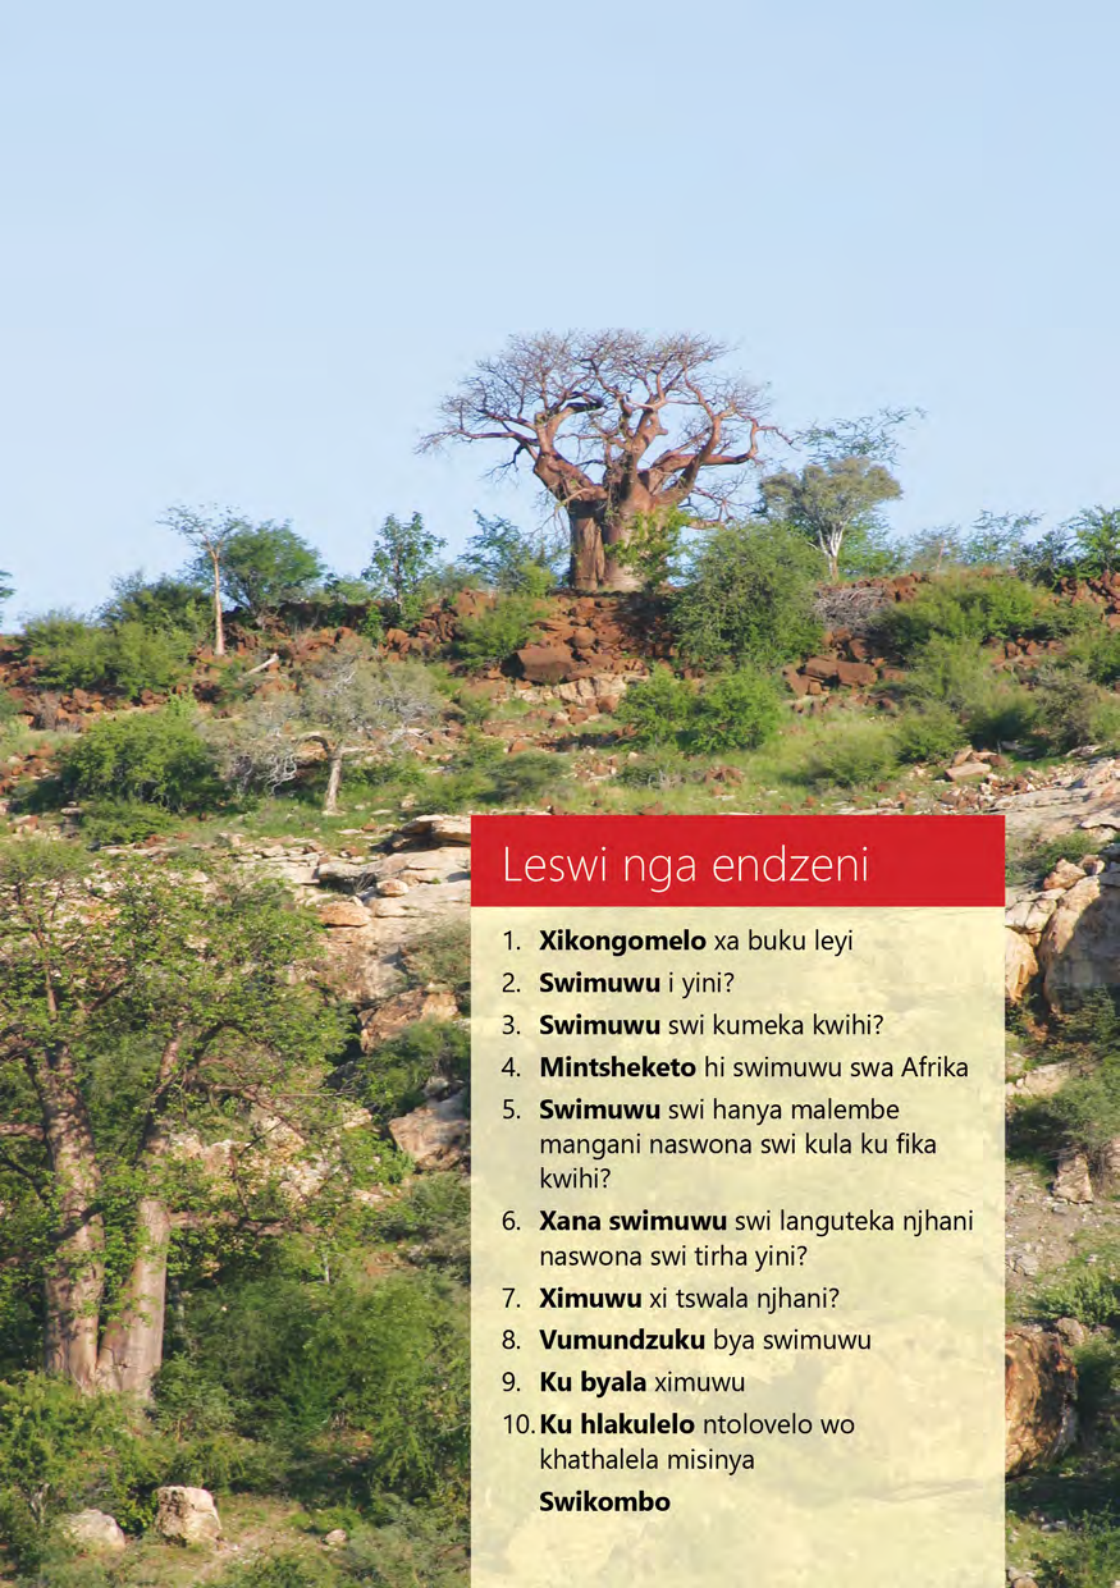 Leswi nga endzeni
1. Xikongomelo xa buku leyi
2. Swimuwu i yini?
3. Swimuwu swi kumeka kwihi?
4. Mintsheketo hi swimuwu swa Afrika
5. Swimuwu swi hanya malembe
mangani naswona swi kula ku fika
kwihi?
6. Xana swimuwu swi languteka njhani
naswona swi tirha yini?
7. Ximuwu xi tswala njhani?
8. Vumundzuku bya swimuwu
9. Ku byala ximuwu
10. Ku hlakulelo ntolovelo wo
khathalela misinya
Swikombo